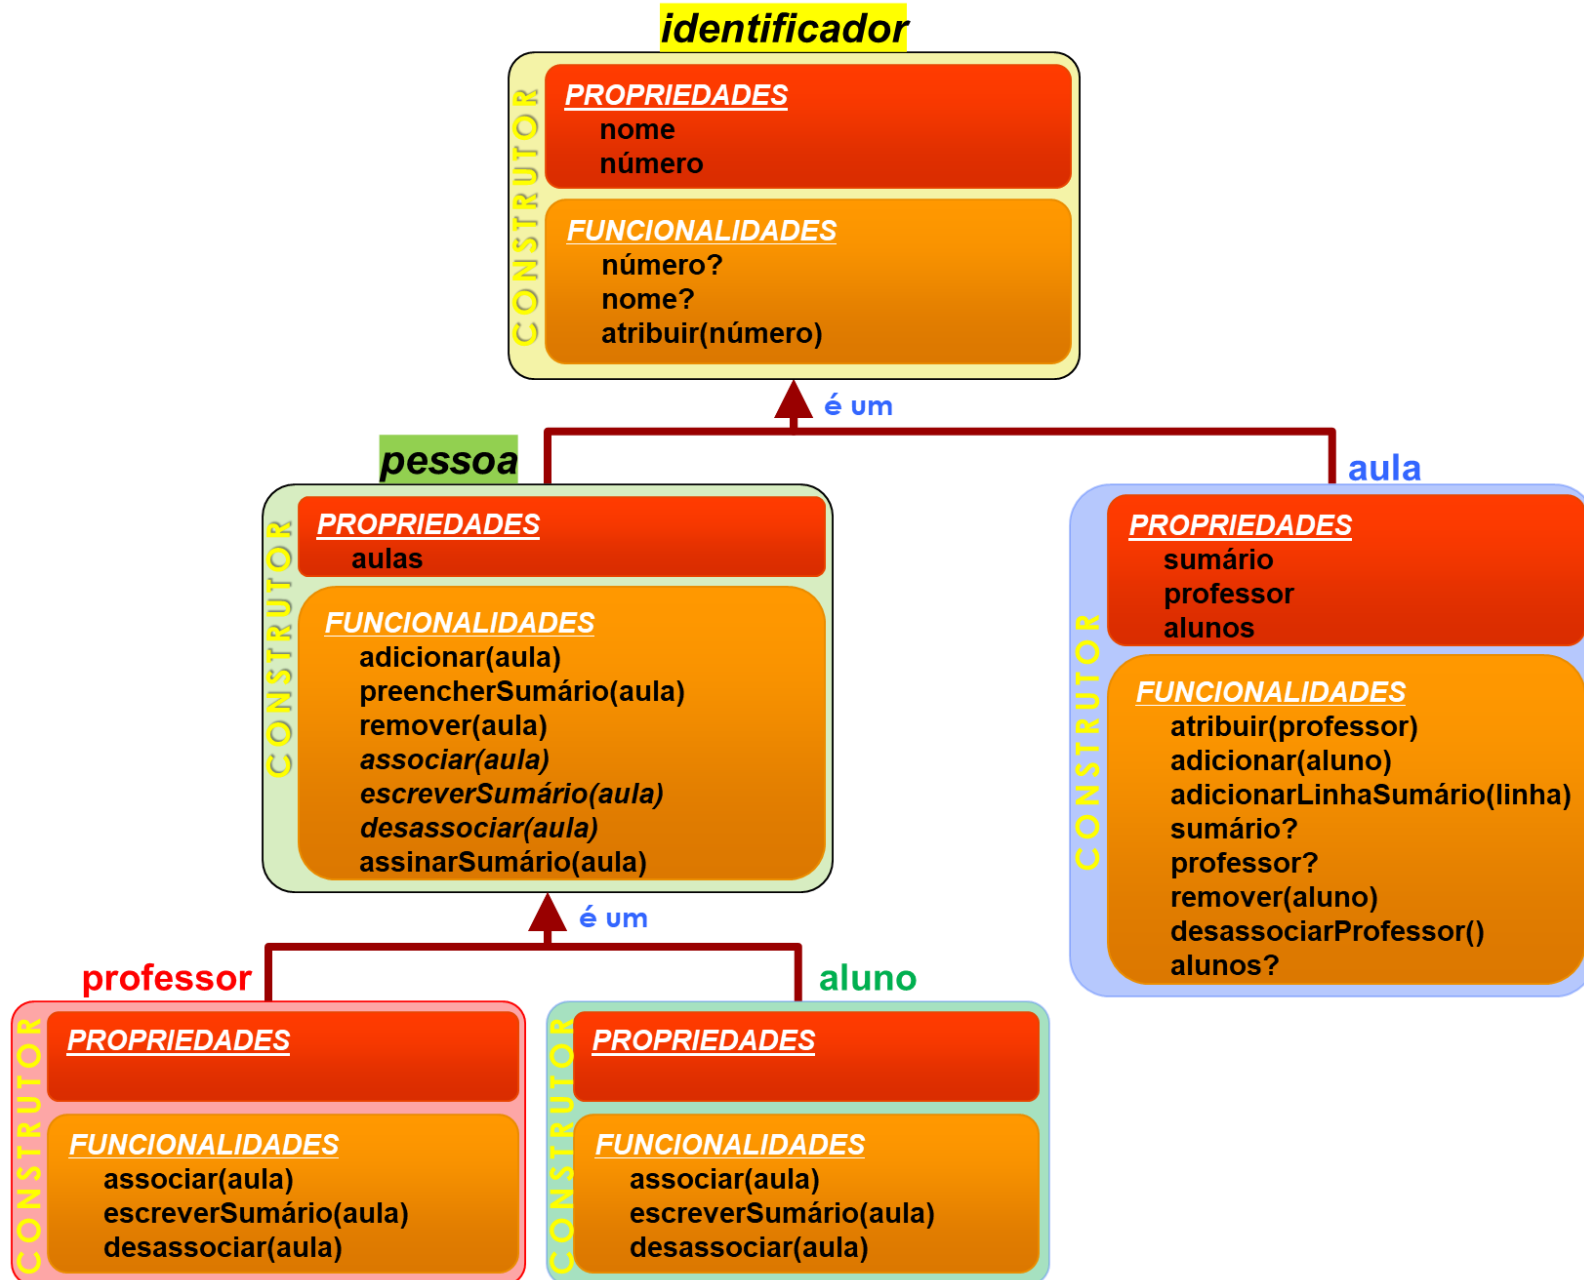 identificador
CONSTRUTOR
PROPRIEDADES
nome
número
FUNCIONALIDADES
número?
nome?
atribuir(número)
é um
pessoa
CONSTRUTOR
PROPRIEDADES
aulas
FUNCIONALIDADES
adicionar(aula)
preencherSumário(aula)
remover(aula)
associar(aula)
escreverSumário(aula)
desassociar(aula)
assinarSumário(aula)
aula
CONSTRUTOR
PROPRIEDADES
sumário
professor
alunos
FUNCIONALIDADES
atribuir(professor)
adicionar(aluno)
adicionarLinhaSumário(linha)
sumário?
professor?
remover(aluno)
desassociarProfessor()
alunos?
é um
professor
CONSTRUTOR
PROPRIEDADES
FUNCIONALIDADES
associar(aula)
escreverSumário(aula)
desassociar(aula)
aluno
CONSTRUTOR
PROPRIEDADES
FUNCIONALIDADES
associar(aula)
escreverSumário(aula)
desassociar(aula)